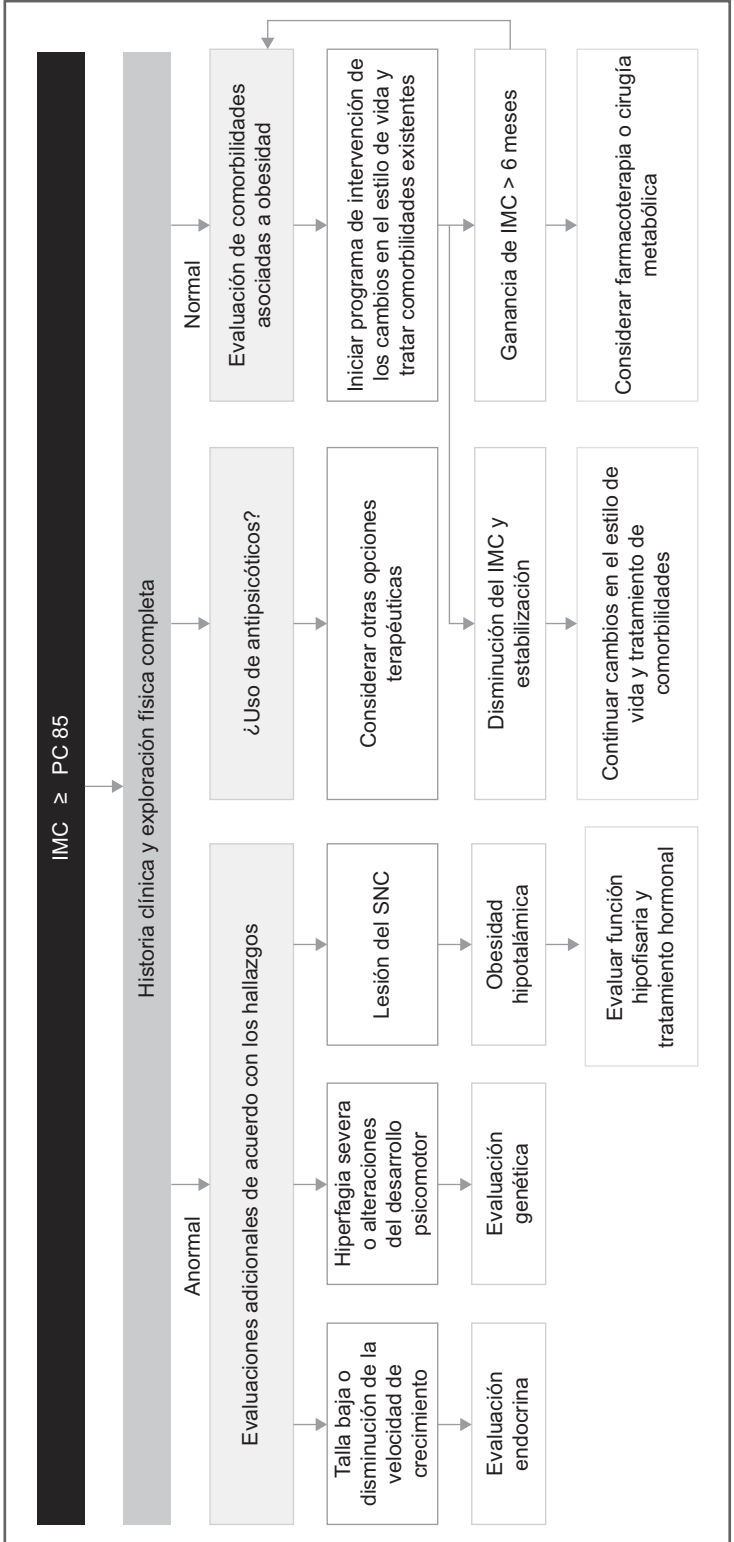 IMC ≥ PC 85
Historia clínica y exploración física completa
Anormal
Normal
Evaluaciones adicionales de acuerdo con los hallazgos
¿Uso de antipsicóticos?
Evaluación de comorbilidades
asociadas a obesidad
Talla baja o
disminución de la
velocidad de
crecimiento
Hiperfagia severa
o alteraciones
del desarrollo
psicomotor
Lesión del SNC
Considerar otras opciones
terapéuticas
Iniciar programa de intervención de
los cambios en el estilo de vida y
tratar comorbilidades existentes
Evaluación
endocrina
Evaluación
genética
Obesidad
hipotalámica
Disminución del IMC y
estabilización
Ganancia de IMC > 6 meses
Evaluar función
hipofisaria y
tratamiento hormonal
Continuar cambios en el estilo de
vida y tratamiento de
comorbilidades
Considerar farmacoterapia o cirugía
metabólica